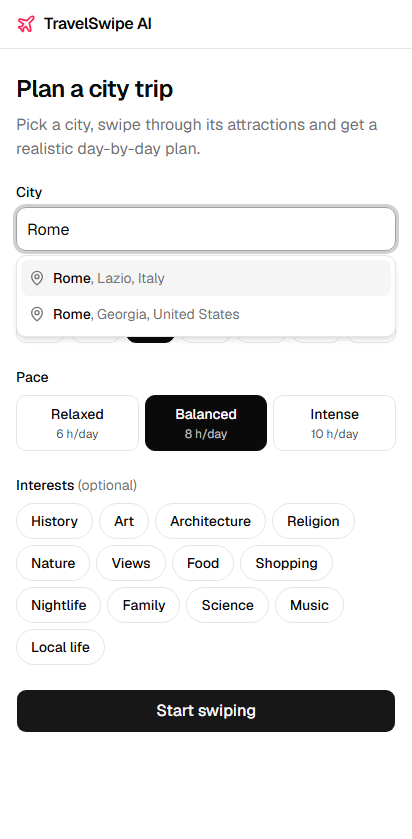 TravelSwipe AI
Plan a city trip
Pick a city, swipe through its attractions and get a
realistic day-by-day plan.
City
Rome
Rome, Lazio, Italy
Rome, Georgia, United States
Pace
Relaxed
6 h/day
Balanced
8 h/day
Intense
10 h/day
Interests (optional)
History
Art
Architecture
Religion
Nature
Views
Food
Shopping
Nightlife
Family
Science
Music
Local life
Start swiping